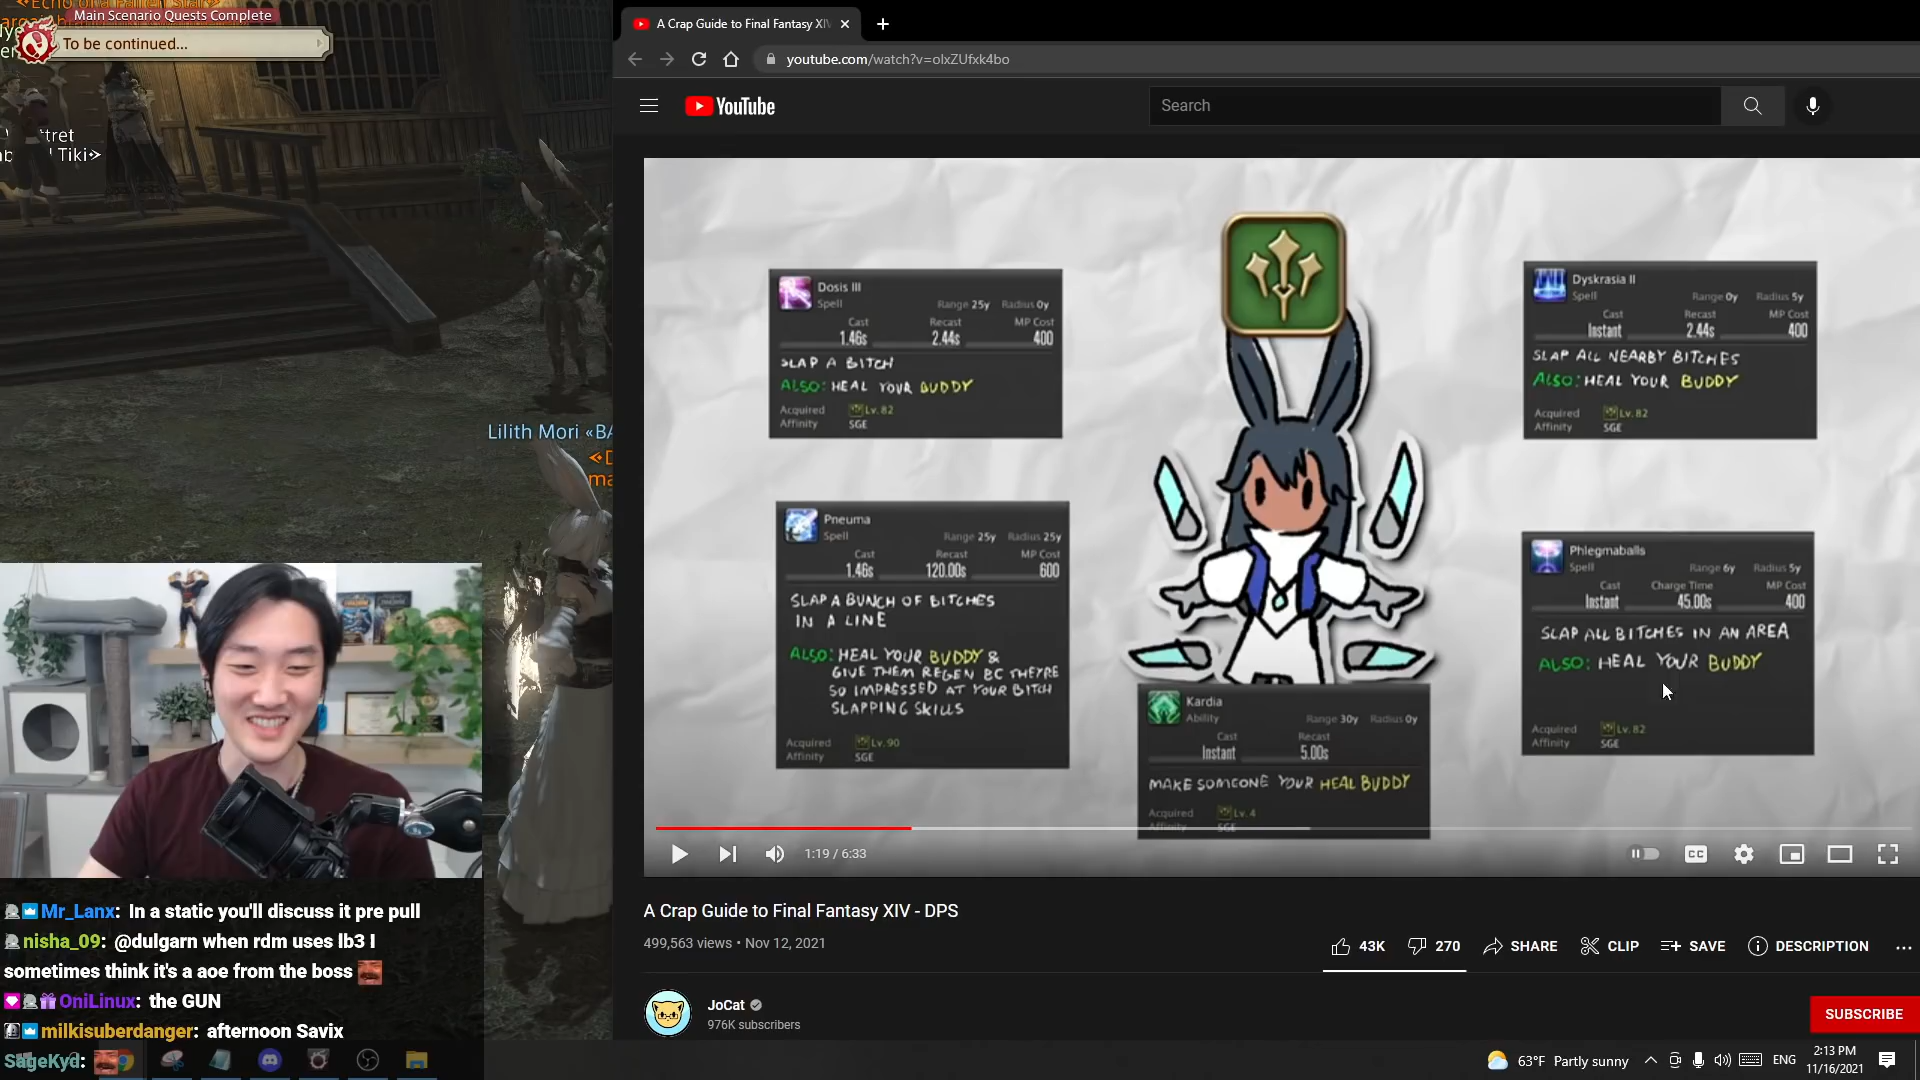 Main Scenario Quests Complete
To be continued...
Tiki
Lilith Mori «BA
Mr_Lanx: In a static you'll discuss it pre pull
nisha_09: @dulgarn when rdm uses lb3 I
sometimes think it's a aoe from the boss
OniLinux: the GUN
milkisuberdanger: afternoon Savix
SageKyd:
A Crap Guide to Final Fantasy XIV
youtube.com/watch?v=olxZUfxk4bo
YouTube
Search
Dosis III
Spell
Range 25y Radius 0y
Cast Recast MP Cost
1.46s 2.44s 400
SLAP A BITCH
ALSO: HEAL YOUR BUDDY
Acquired Lv. 82
Affinity SGE
Dyskrasia II
Spell
Range 0y Radius 5y
Cast Recast MP Cost
Instant 2.44s 400
SLAP ALL NEARBY BITCHES
ALSO: HEAL YOUR BUDDY
Acquired Lv. 82
Affinity SGE
Pneuma
Spell
Range 25y Radius 25y
Cast Recast MP Cost
1.46s 120.00s 600
SLAP A BUNCH OF BITCHES
IN A LINE
ALSO: HEAL YOUR BUDDY &
GIVE THEM REGEN BC THEYRE
SO IMPRESSED AT YOUR BITCH
SLAPPING SKILLS
Acquired Lv. 90
Affinity SGE
Phlegmaballs
Spell
Range 6y Radius 5y
Cast Charge Time MP Cost
Instant 45.00s 400
SLAP ALL BITCHES IN AN AREA
ALSO: HEAL YOUR BUDDY
Acquired Lv. 82
Affinity SGE
Kardia
Ability
Range 30y Radius 0y
Cast Recast
Instant 5.00s
MAKE SOMEONE YOUR HEAL BUDDY
Acquired Lv. 4
Affinity SGE
1:19 / 6:33
CC
A Crap Guide to Final Fantasy XIV - DPS
499,563 views • Nov 12, 2021
43K 270 SHARE CLIP SAVE DESCRIPTION ...
JoCat
976K subscribers
SUBSCRIBE
63°F Partly sunny
ENG
2:13 PM
11/16/2021